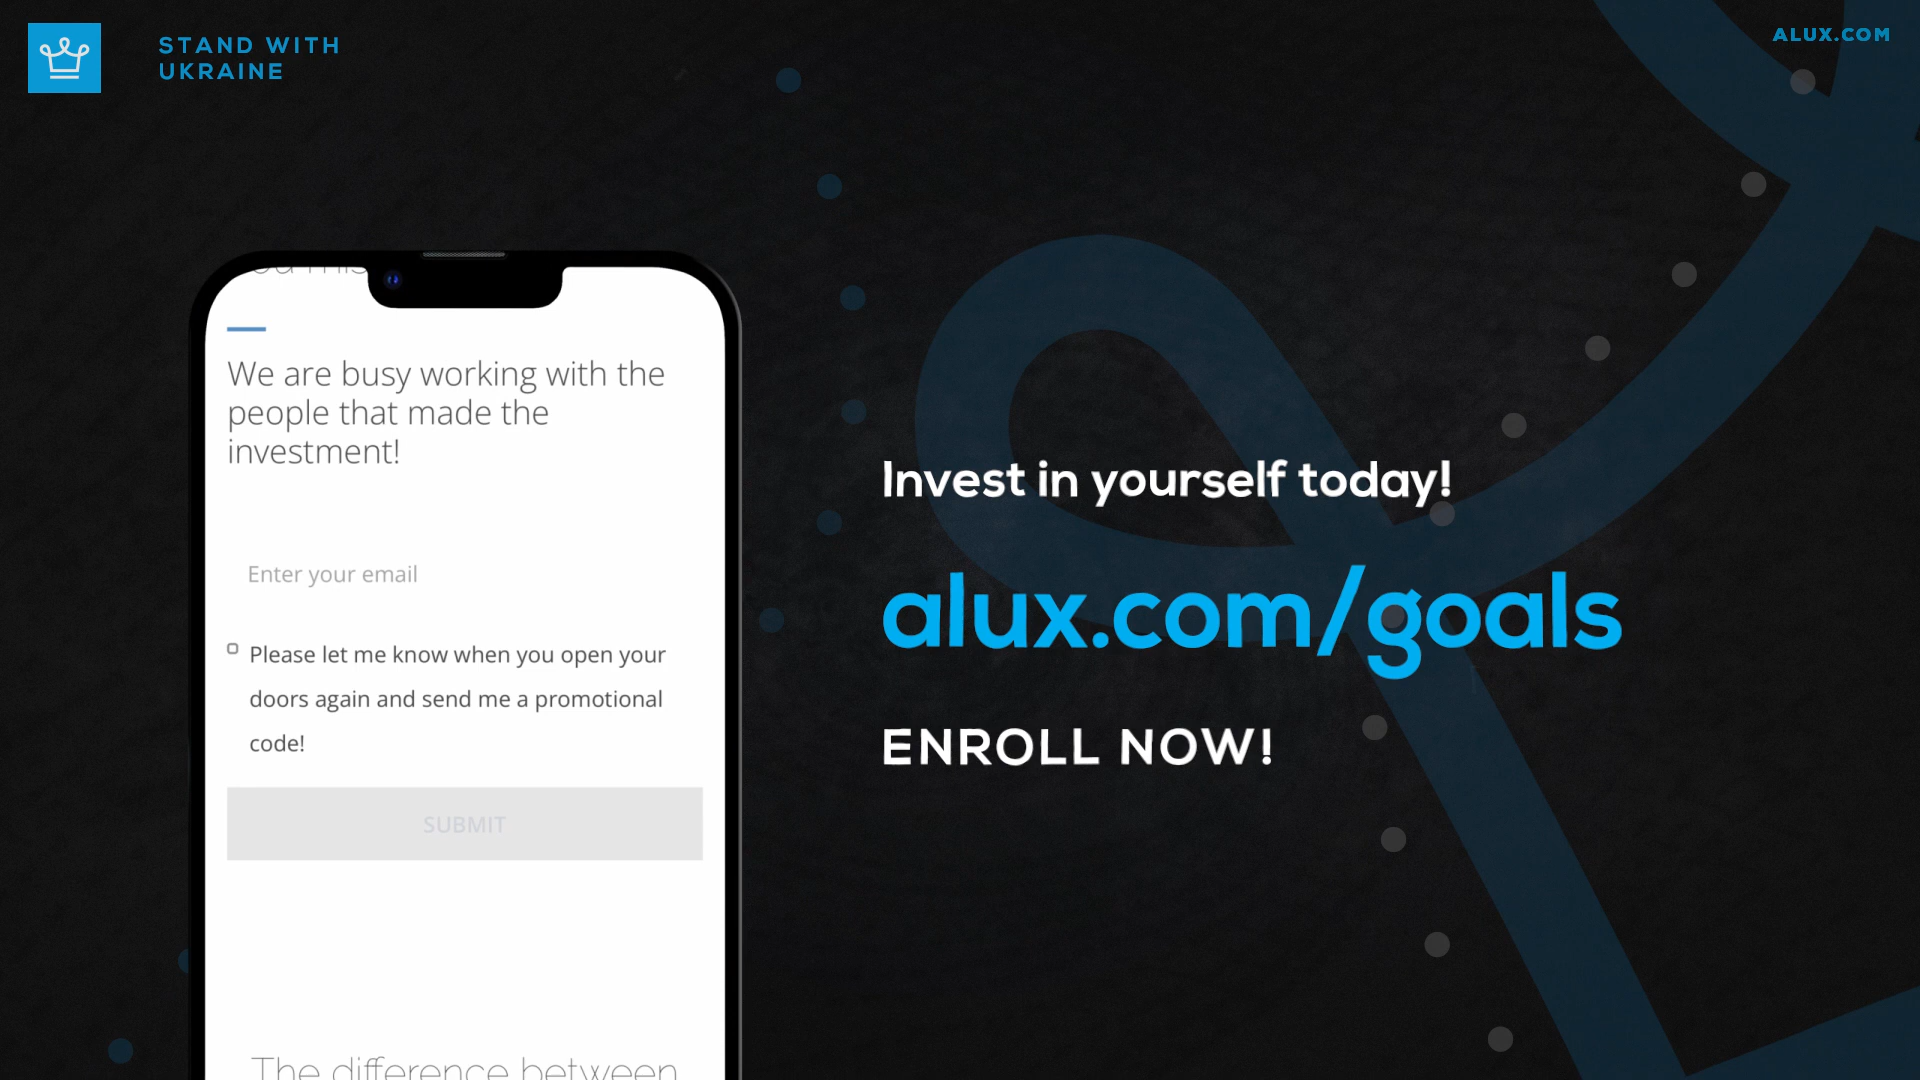 STAND WITH
UKRAINE
ALUX.COM
We are busy working with the
people that made the
investment!
Enter your email
Please let me know when you open your
doors again and send me a promotional
code!
SUBMIT
The difference between
Invest in yourself today!
alux.com/goals
ENROLL NOW!